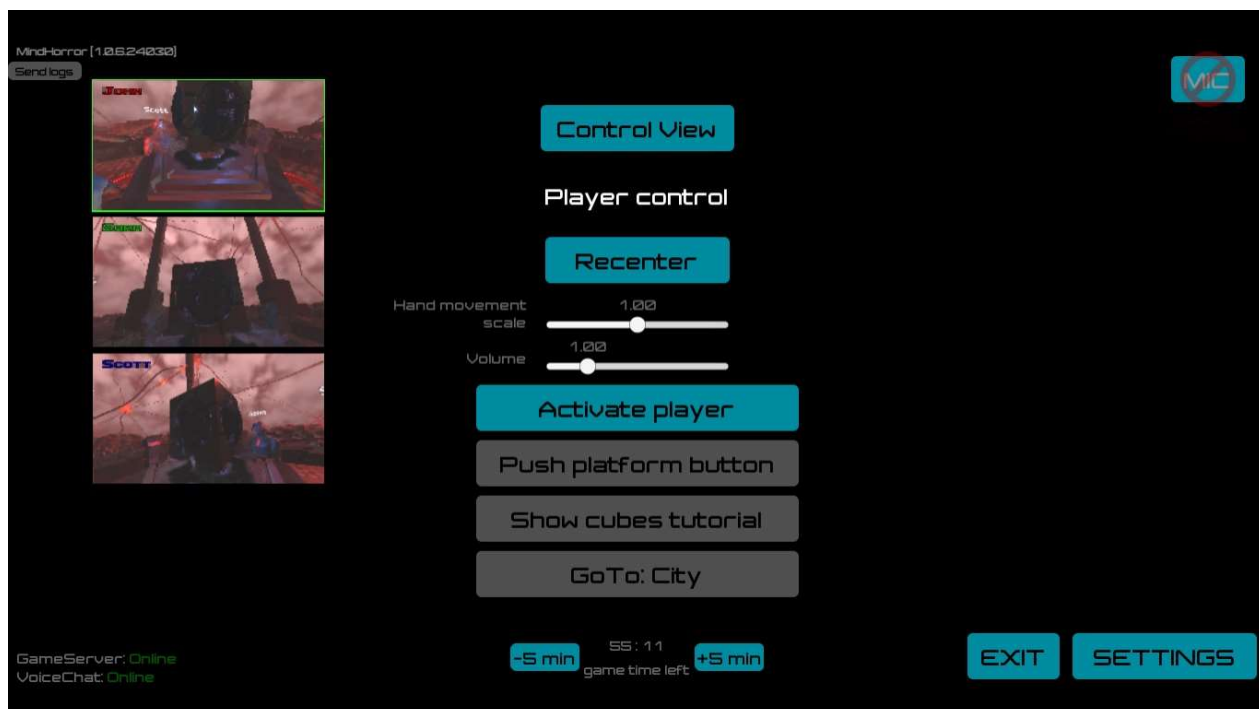 MindHorror [1.0.6.24030]
Send logs
MIC
John
Scott
Control View
Player control
Recenter
Hand movement
scale
1.00
Volume
1.00
Scott
Activate player
Push platform button
Show cubes tutorial
GoTo: City
-5 min
55:11
game time left
+5 min
GameServer: Online
VoiceChat: Online
EXIT
SETTINGS